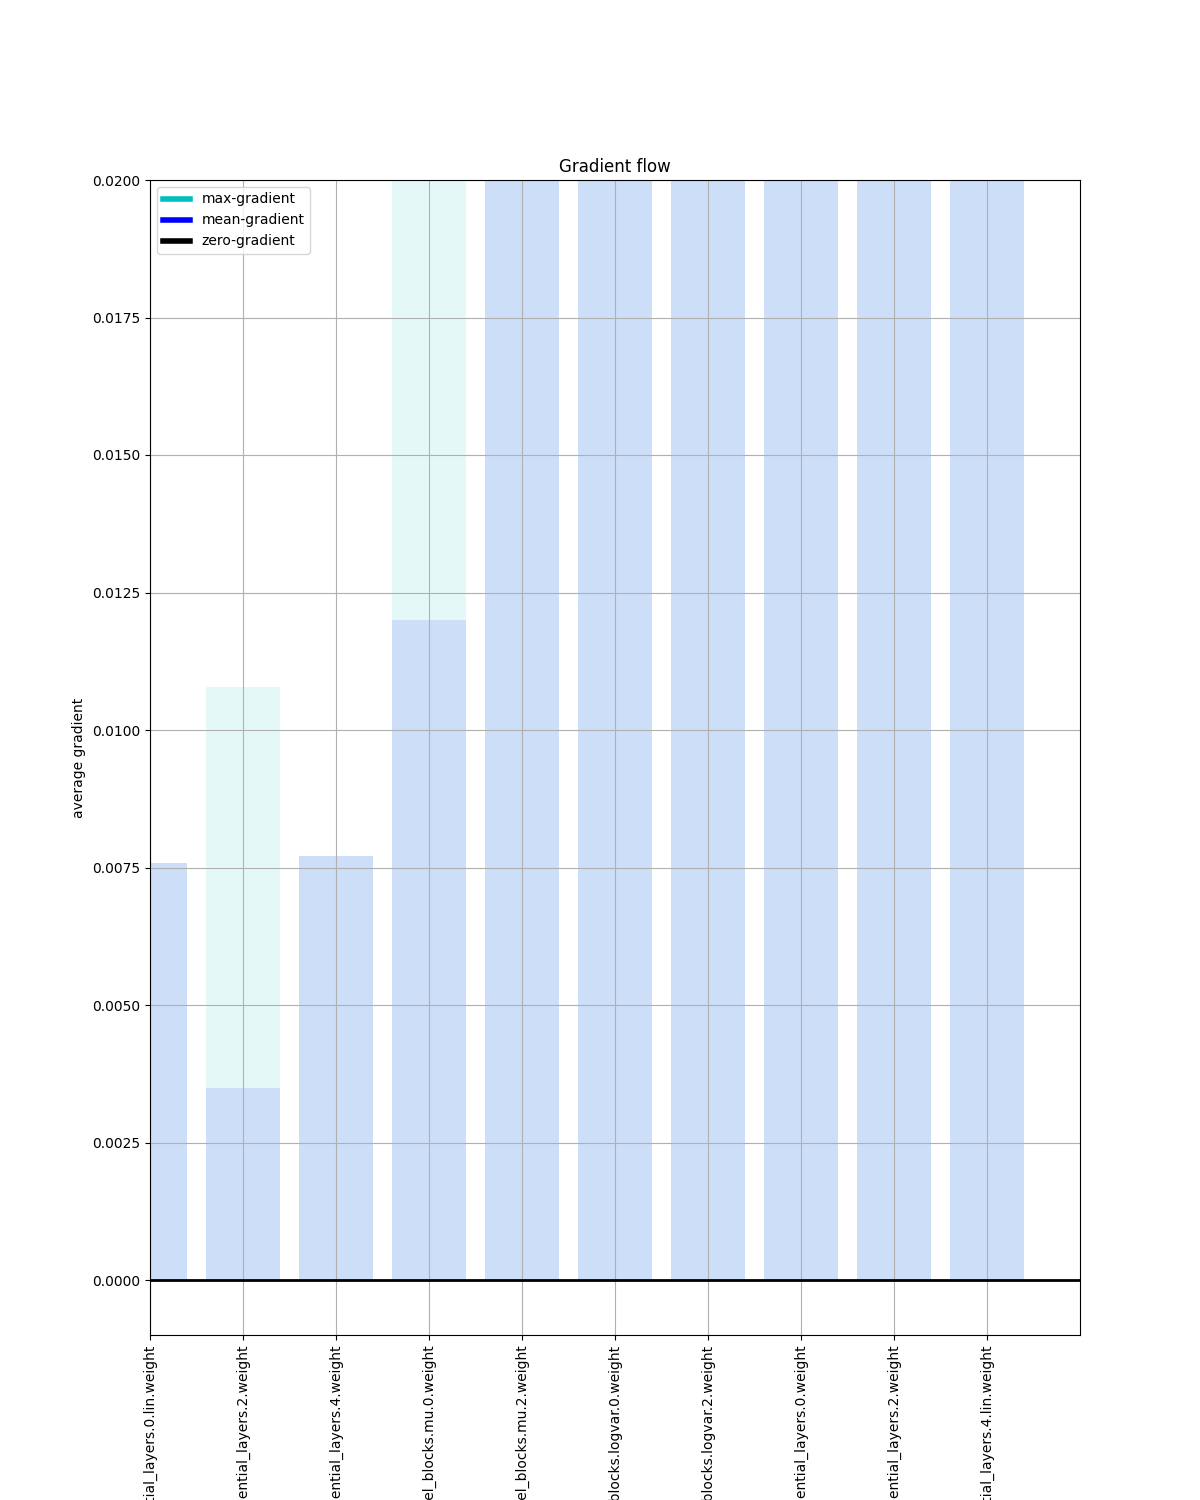 Gradient flow
max-gradient
mean-gradient
zero-gradient
0.0200
0.0175
0.0150
0.0125
0.0100
0.0075
0.0050
0.0025
0.0000
average gradient
tial_layers.0.lin.weight
ential_layers.2.weight
ential_layers.4.weight
el_blocks.mu.0.weight
el_blocks.mu.2.weight
blocks.logvar.0.weight
blocks.logvar.2.weight
ential_layers.0.weight
ential_layers.2.weight
tial_layers.4.lin.weight